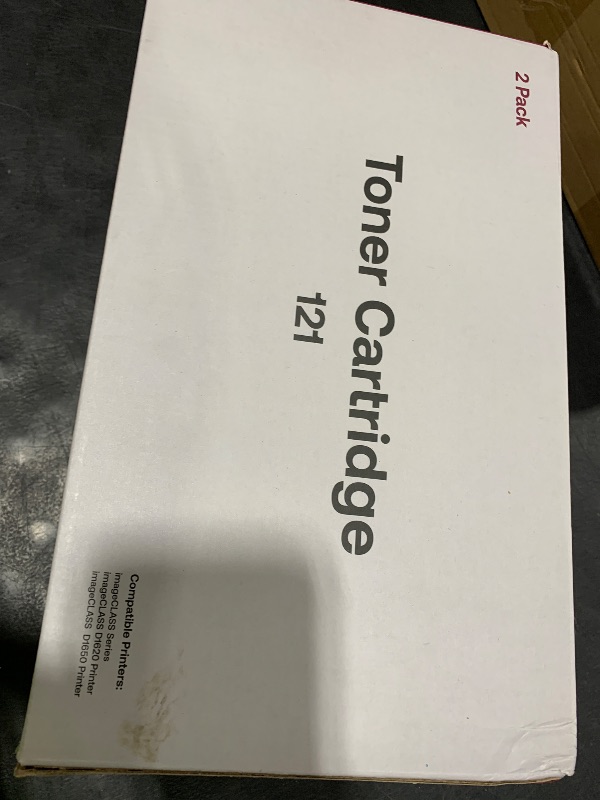 2 Pack
Toner Cartridge
121
Compatible Printers:
imageCLASS Series
imageCLASS D1620 Printer
imageCLASS D1650 Printer